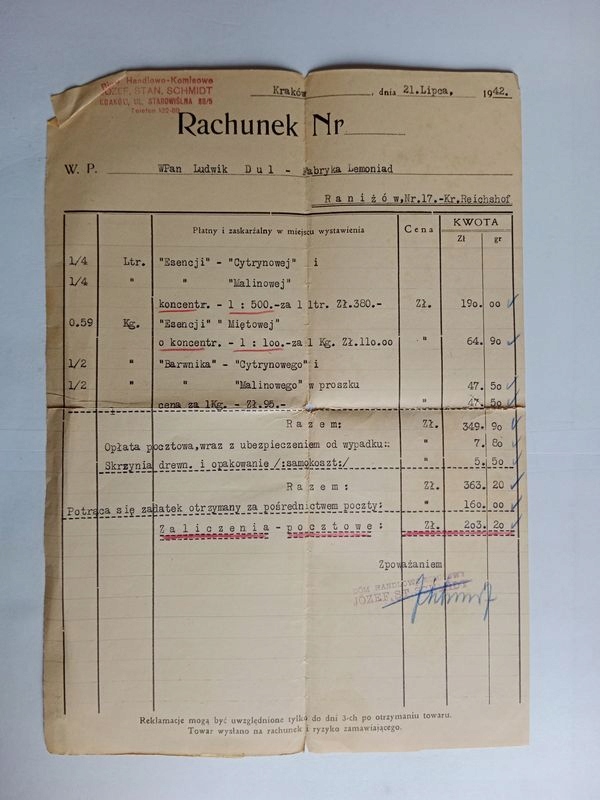 Handlowo-Komisowe
JÓZEF, STAN, SCHMIDT
KRAKÓW, UL. STAROWIŚLNA
Telefon
Kraków, dnia 21.Lipca, 1942.
Rachunek Nr
W. P. WPan Ludwik Dul - Fabryka Lemoniad
Raniżów,Nr.17.-Kr.Reichshof
Płatny i zaskarżalny w miejscu wystawienia Cena KWOTA
Zł gr
1/4 Ltr. "Esencji" - "Cytrynowej" i
1/4 " " "Malinowej"
koncentr. - 1 : 500.-za 1 ltr. Zł.380.- Zł. 190. 00
0.59 Kg. "Esencji" " Miętowej"
o koncentr. - 1 : 100.-za 1 Kg. Zł.110.00 " 64. 90
1/2 " "Barwnika" - "Cytrynowego" i
1/2 " " "Malinowego" w proszku 47. 50
cena za 1Kg. - Zł.95.- " 47. 50
Razem: Zł. 349. 90
Opłata pocztowa,wraz z ubezpieczeniem od wypadku: " 7. 80
Skrzynia drewn. i opakowanie /:samokoszt:/ " 5. 50
Razem: Zł. 363. 20
Potrąca się zadatek otrzymany za pośrednictwem poczty: " 160. 00
Zaliczenia - pocztowe: Zł. 203. 20
Zpoważaniem
DOM HANDLOWO
JÓZEF
Reklamacje mogą być uwzględnione tylko do dni 3-ch po otrzymaniu towaru.
Towar wysłano na rachunek i ryzyko zamawiającego.